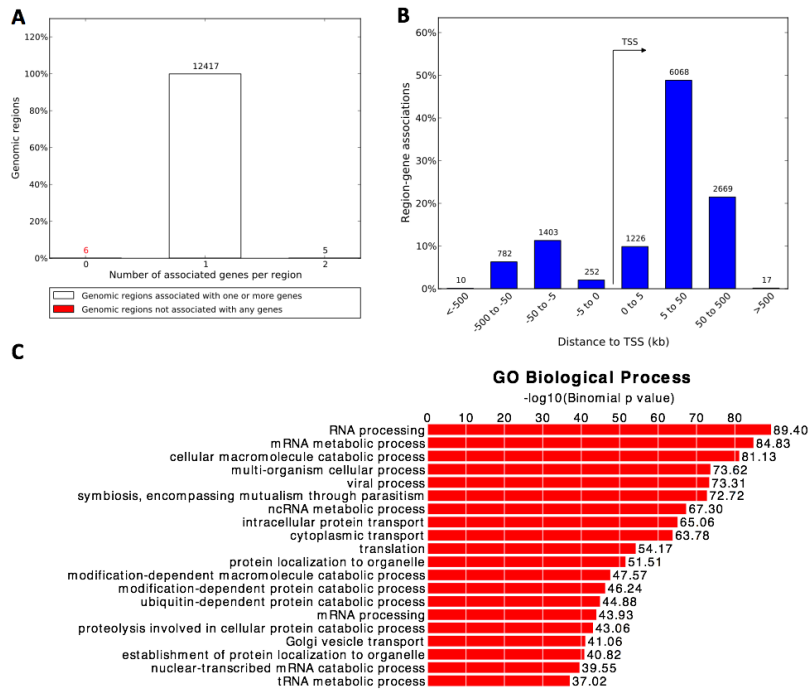 A
120%
100%
80%
60%
40%
20%
0%
Genomic regions
12417
6
5
0
1
2
Number of associated genes per region
Genomic regions associated with one or more genes
Genomic regions not associated with any genes
B
60%
50%
40%
30%
20%
10%
0%
Region-gene associations
TSS
10
782
1403
252
1226
6068
2669
17
<-500
-500 to -50
-50 to -5
-5 to 0
0 to 5
5 to 50
50 to 500
>500
Distance to TSS (kb)
C
GO Biological Process
-log10(Binomial p value)
0 10 20 30 40 50 60 70 80
RNA processing 89.40
mRNA metabolic process 84.83
cellular macromolecule catabolic process 81.13
multi-organism cellular process 73.62
viral process 73.31
symbiosis, encompassing mutualism through parasitism 72.72
ncRNA metabolic process 67.30
intracellular protein transport 65.06
cytoplasmic transport 63.78
translation 54.17
protein localization to organelle 51.51
modification-dependent macromolecule catabolic process 47.57
modification-dependent protein catabolic process 46.24
ubiquitin-dependent protein catabolic process 44.88
mRNA processing 43.93
proteolysis involved in cellular protein catabolic process 43.06
Golgi vesicle transport 41.06
establishment of protein localization to organelle 40.82
nuclear-transcribed mRNA catabolic process 39.55
tRNA metabolic process 37.02